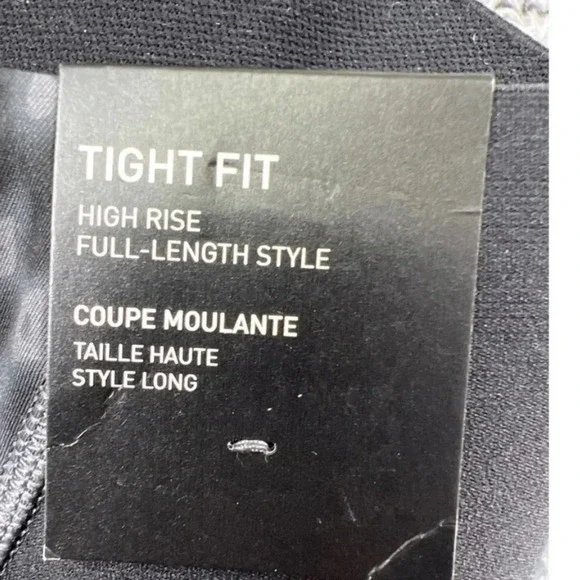 TIGHT FIT
HIGH RISE
FULL-LENGTH STYLE
COUPE MOULANTE
TAILLE HAUTE
STYLE LONG